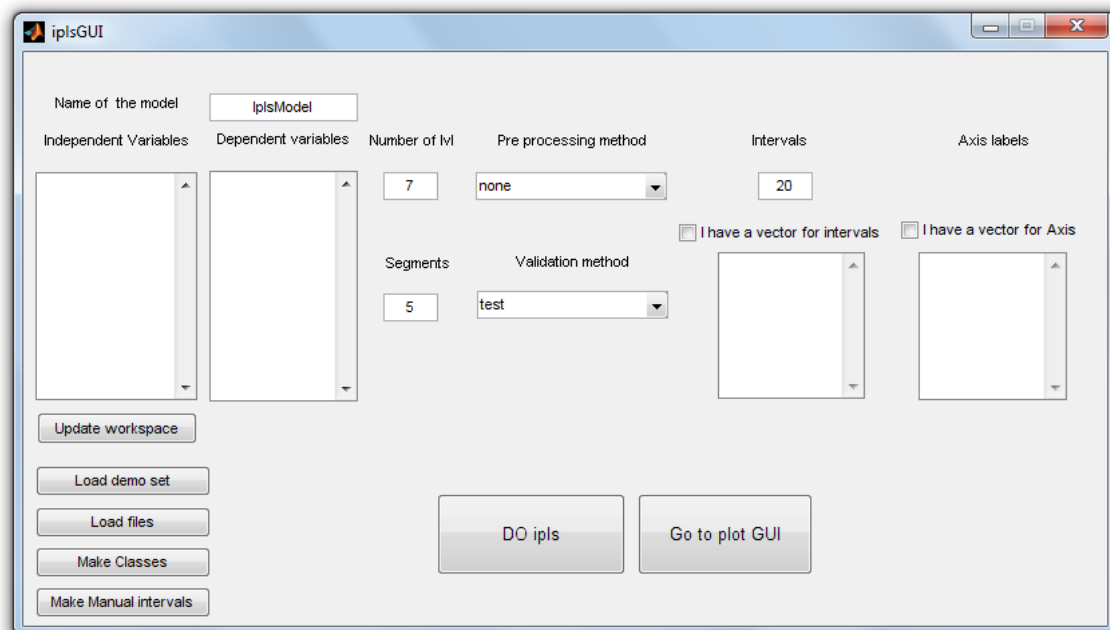 iplsGUI
Name of the model
IplsModel
Independent Variables
Dependent variables
Number of lvl
Pre processing method
Intervals
Axis labels
7
none
20
I have a vector for intervals
I have a vector for Axis
Segments
Validation method
5
test
Update workspace
Load demo set
Load files
Make Classes
Make Manual intervals
DO ipls
Go to plot GUI